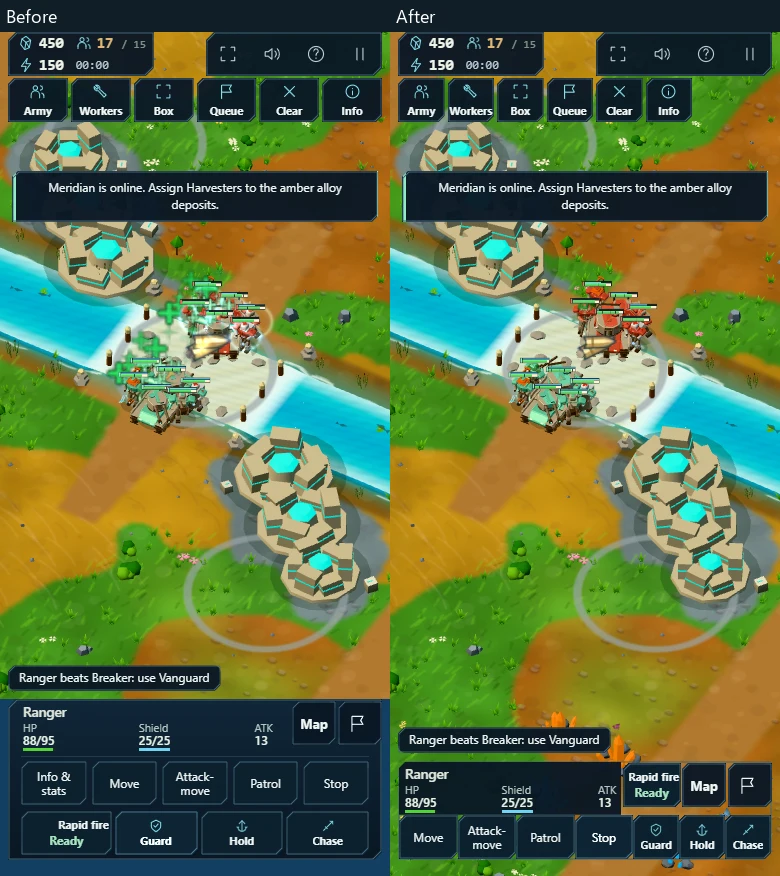 Before
450 17 / 15
150 00:00
Army Workers Box Queue Clear Info
Meridian is online. Assign Harvesters to the amber alloy
deposits.
Ranger beats Breaker: use Vanguard
Ranger
HP Shield ATK
88/95 25/25 13
Map
Info &
stats
Move
Attack-
move
Patrol
Stop
Rapid fire
Ready
Guard Hold Chase
After
450 17 / 15
150 00:00
Army Workers Box Queue Clear Info
Meridian is online. Assign Harvesters to the amber alloy
deposits.
Ranger beats Breaker: use Vanguard
Ranger
HP Shield ATK
88/95 25/25 13
Rapid fire
Ready
Map
Move
Attack-
move
Patrol
Stop
Guard Hold Chase